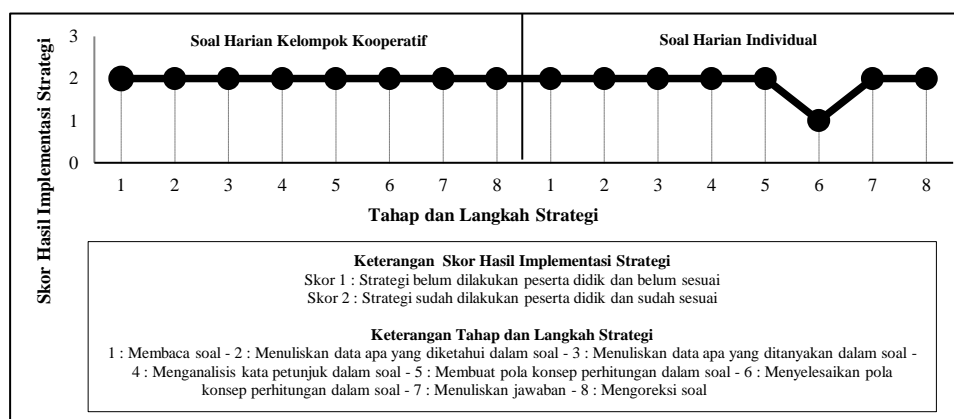 Soal Harian Kelompok Kooperatif
Soal Harian Individual
Skor Hasil Implementasi Strategi
3
2
1
0
1 2 3 4 5 6 7 8 1 2 3 4 5 6 7 8
Tahap dan Langkah Strategi
Keterangan Skor Hasil Implementasi Strategi
Skor 1 : Strategi belum dilakukan peserta didik dan belum sesuai
Skor 2 : Strategi sudah dilakukan peserta didik dan sudah sesuai
Keterangan Tahap dan Langkah Strategi
1 : Membaca soal - 2 : Menuliskan data apa yang diketahui dalam soal - 3 : Menuliskan data apa yang ditanyakan dalam soal -
4 : Menganalisis kata petunjuk dalam soal - 5 : Membuat pola konsep perhitungan dalam soal - 6 : Menyelesaikan pola
konsep perhitungan dalam soal - 7 : Menuliskan jawaban - 8 : Mengoreksi soal